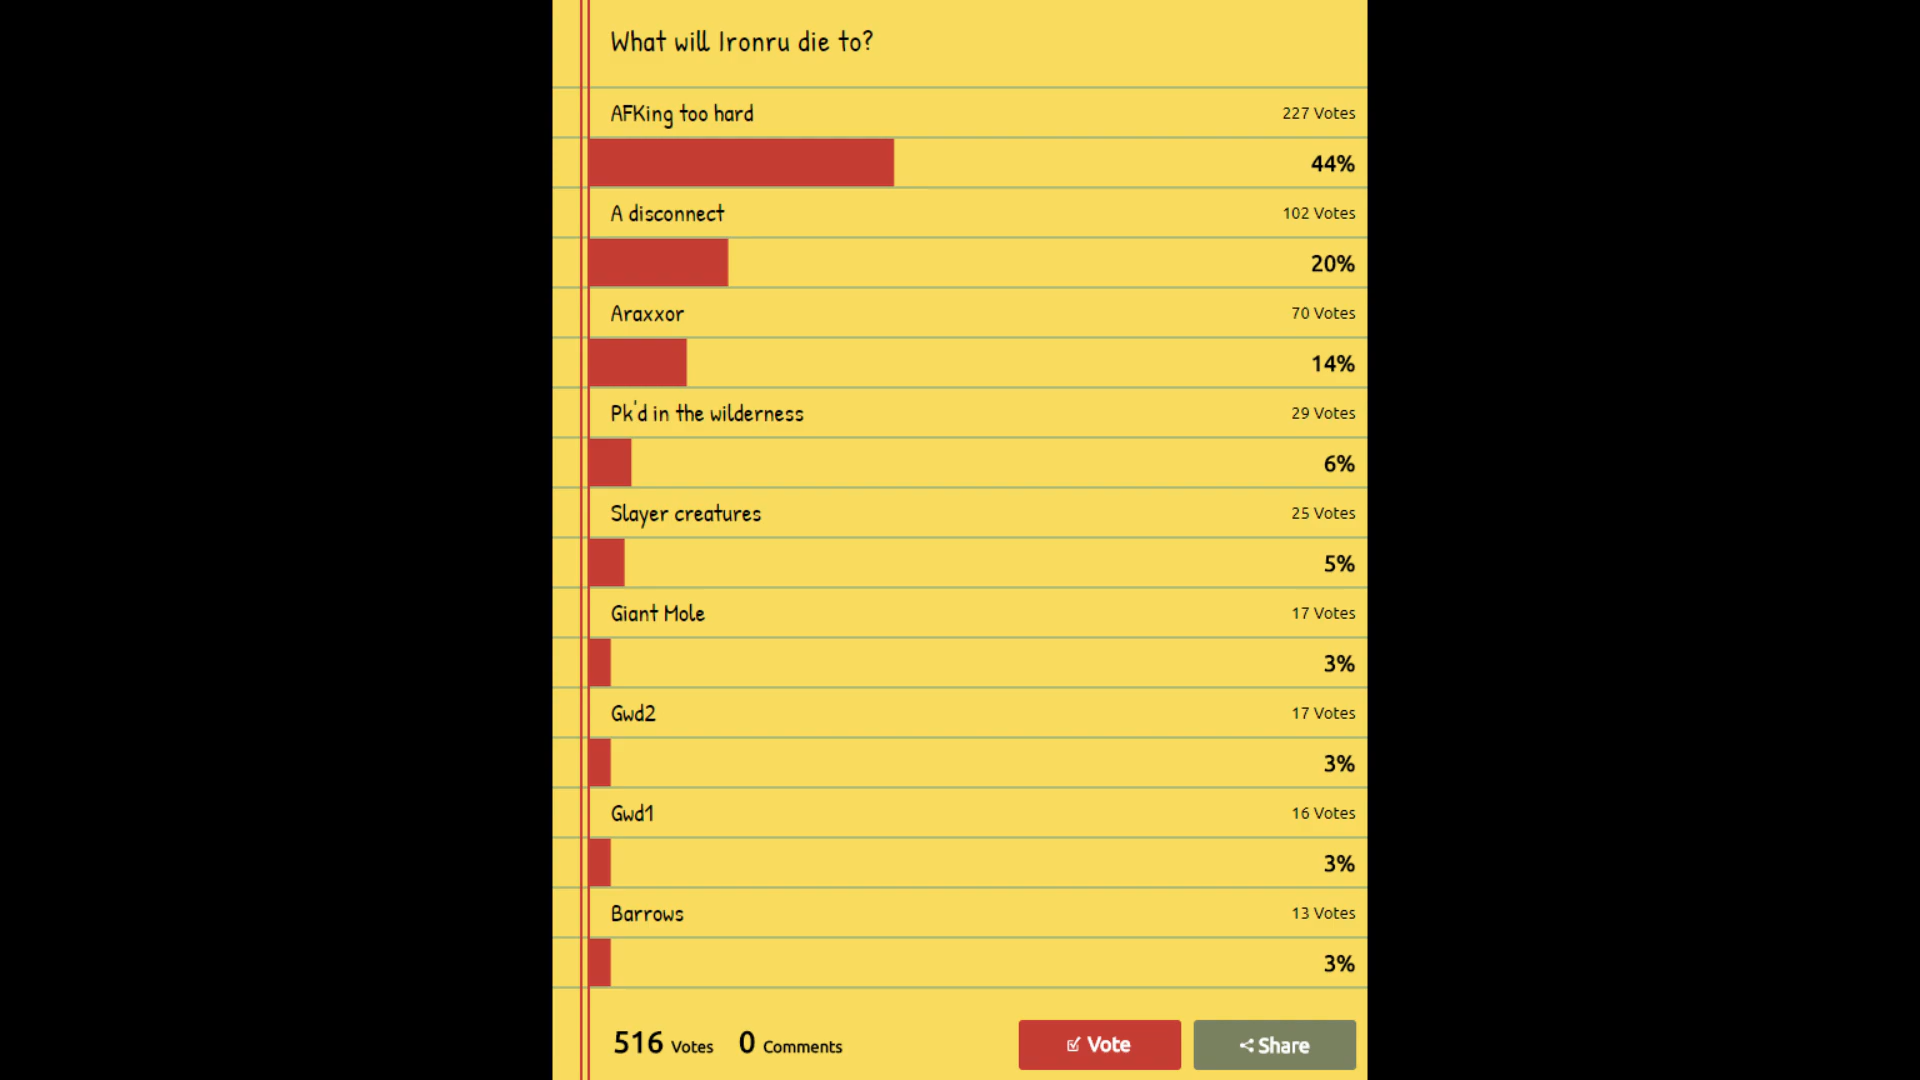 What will Ironru die to?
AFKing too hard 227 Votes
44%
A disconnect 102 Votes
20%
Araxxor 70 Votes
14%
Pk'd in the wilderness 29 Votes
6%
Slayer creatures 25 Votes
5%
Giant Mole 17 Votes
3%
Gwd2 17 Votes
3%
Gwd1 16 Votes
3%
Barrows 13 Votes
3%
516 Votes 0 Comments Vote Share